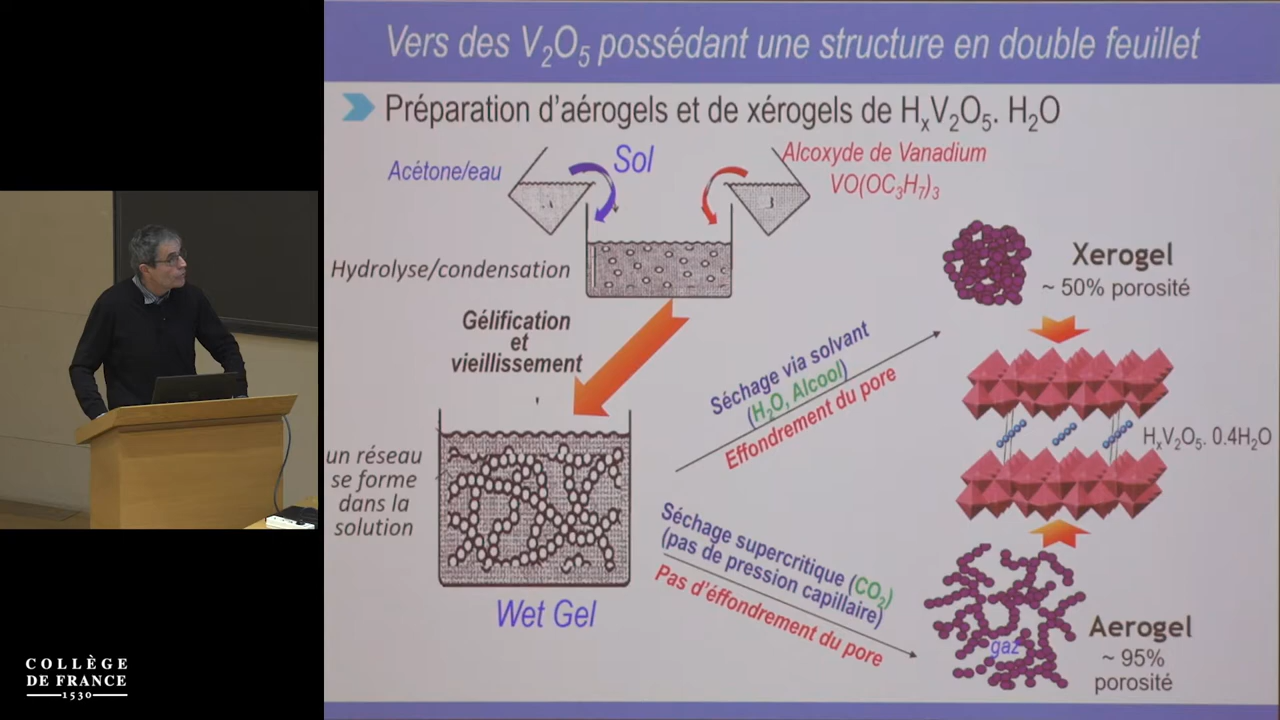 Vers des V₂O₅ possédant une structure en double feuillet
Préparation d'aérogels et de xérogels de HₓV₂O₅. H₂O
Acétone/eau
Sol
Alcoxyde de Vanadium
VO(OC₃H₇)₃
Hydrolyse/condensation
Gélification
et
vieillissement
un réseau
se forme
dans la
solution
Wet Gel
Séchage via solvant
(H₂O, Alcool)
Effondrement du pore
Séchage supercritique (CO₂)
(pas de pression capillaire)
Pas d'éffondrement du pore
Xerogel
~ 50% porosité
HₓV₂O₅. 0.4H₂O
gaz
Aerogel
~ 95%
porosité
COLLÈGE
DE FRANCE
1530